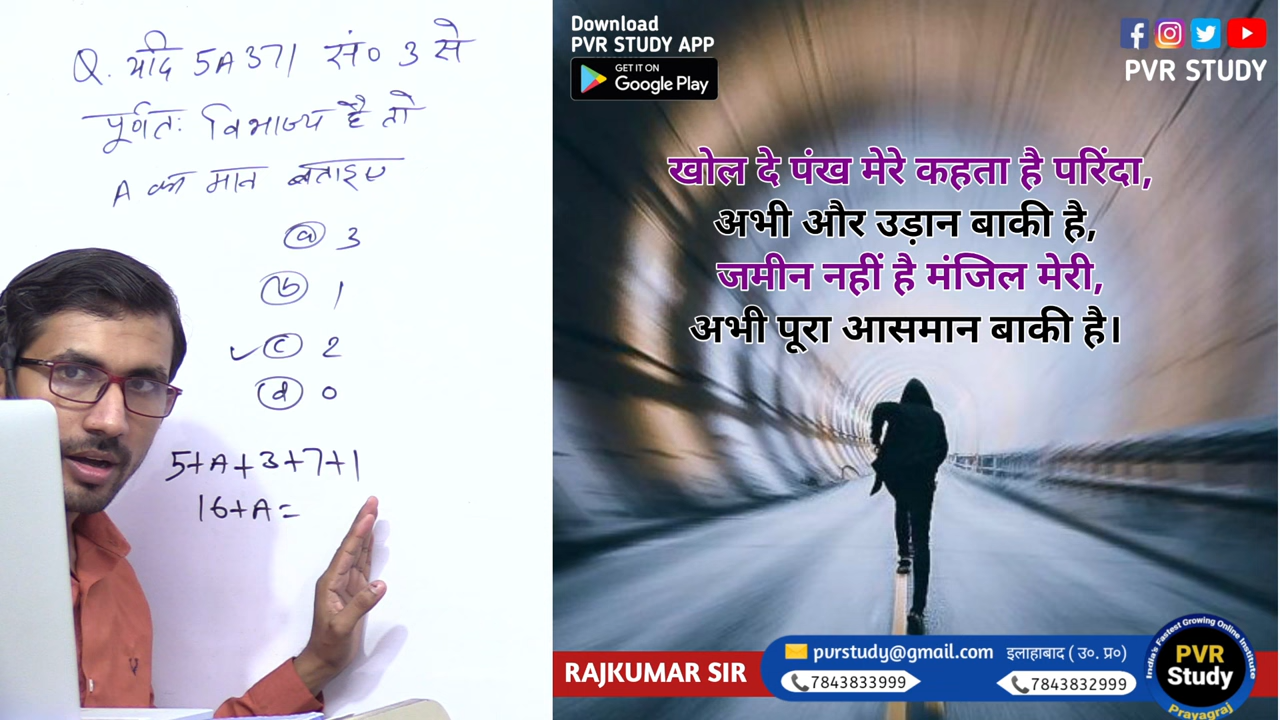 Q. यदि 5A371 सं० 3 से
पूर्णतः विभाज्य है तो
A का मान बताइए
(a) 3
(b) 1
✓ (c) 2
(d) 0
5+A+3+7+1
16+A=
Download
PVR STUDY APP
GET IT ON
Google Play
PVR STUDY
खोल दे पंख मेरे कहता है परिंदा,
अभी और उड़ान बाकी है,
जमीन नहीं है मंजिल मेरी,
अभी पूरा आसमान बाकी है।
RAJKUMAR SIR
pvrstudy@gmail.com इलाहाबाद ( उ०. प्र०)
7843833999
7843832999
India's Fastest Growing Online Institute
PVR
Study
Prayagraj